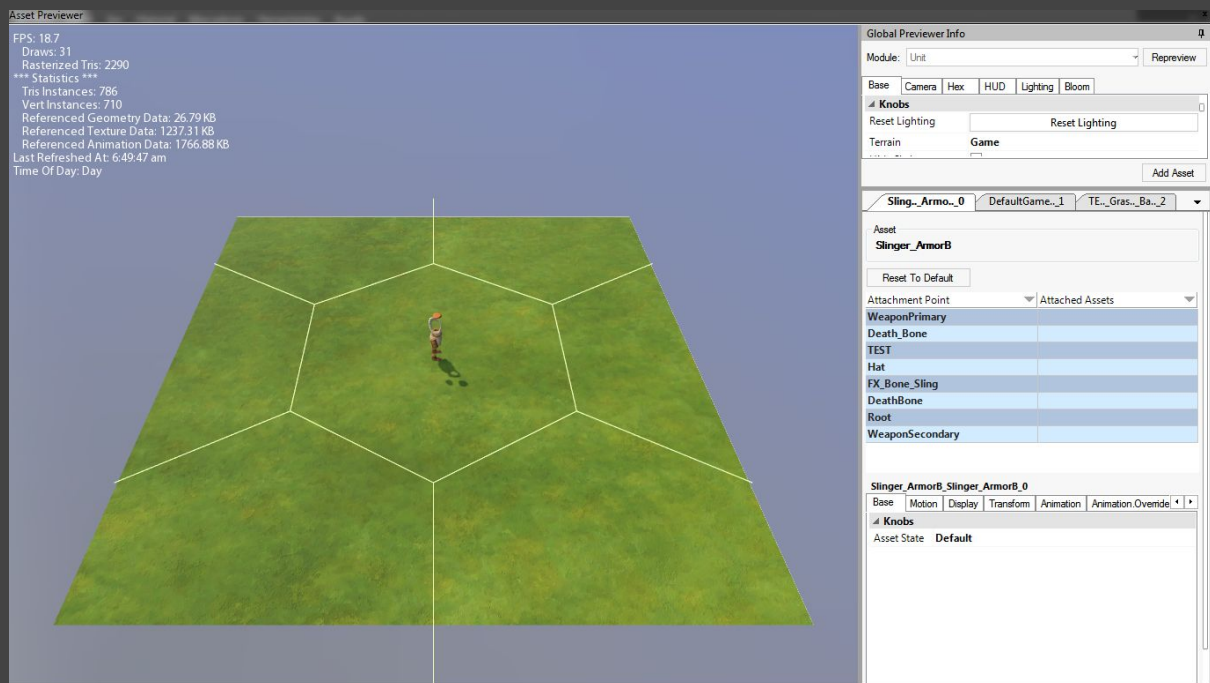 Asset Previewer
FPS: 18.7
Draws: 31
Rasterized Tris: 2290
*** Statistics ***
Tris Instances: 786
Vert Instances: 710
Referenced Geometry Data: 26.79 KB
Referenced Texture Data: 1237.31 KB
Referenced Animation Data: 1766.88 KB
Last Refreshed At: 6:49:47 am
Time Of Day: Day
Global Previewer Info
Module: Unit Repreview
Base Camera Hex HUD Lighting Bloom
Knobs
Reset Lighting Reset Lighting
Terrain Game
Add Asset
Sling.._Armo.._0 DefaultGame.._1 TE.._Gras.._Ba.._2
Asset
Slinger_ArmorB
Reset To Default
Attachment Point Attached Assets
WeaponPrimary
Death_Bone
TEST
Hat
FX_Bone_Sling
DeathBone
Root
WeaponSecondary
Slinger_ArmorB_Slinger_ArmorB_0
Base Motion Display Transform Animation Animation.Override
Knobs
Asset State Default